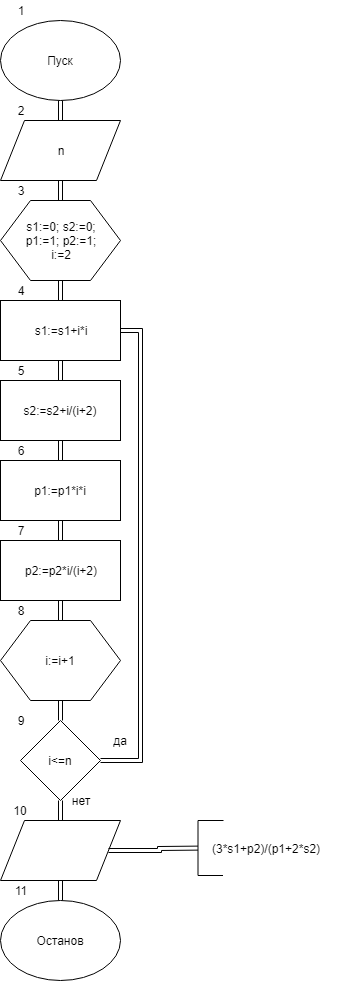 1
Пуск
2
n
3
s1:=0; s2:=0;
p1:=1; p2:=1;
i:=2
4
s1:=s1+i*i
5
s2:=s2+i/(i+2)
6
p1:=p1*i*i
7
p2:=p2*i/(i+2)
8
i:=i+1
9
да
i<=n
нет
10
(3*s1+p2)/(p1+2*s2)
11
Останов